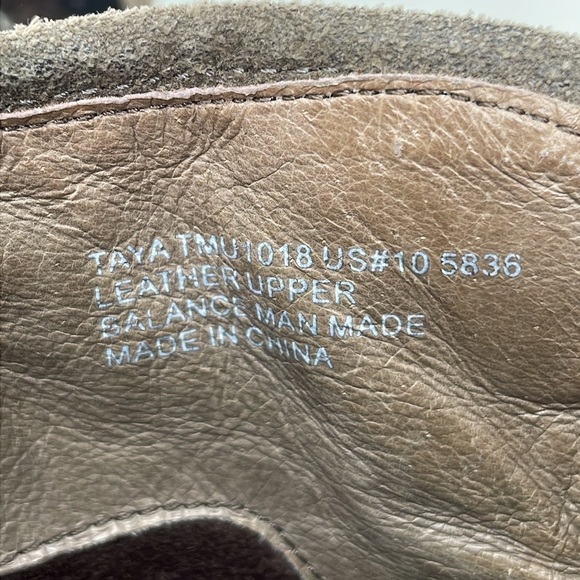 TAYA TMU1018 US#10 5836
LEATHER UPPER
BALANCE MAN MADE
MADE IN CHINA